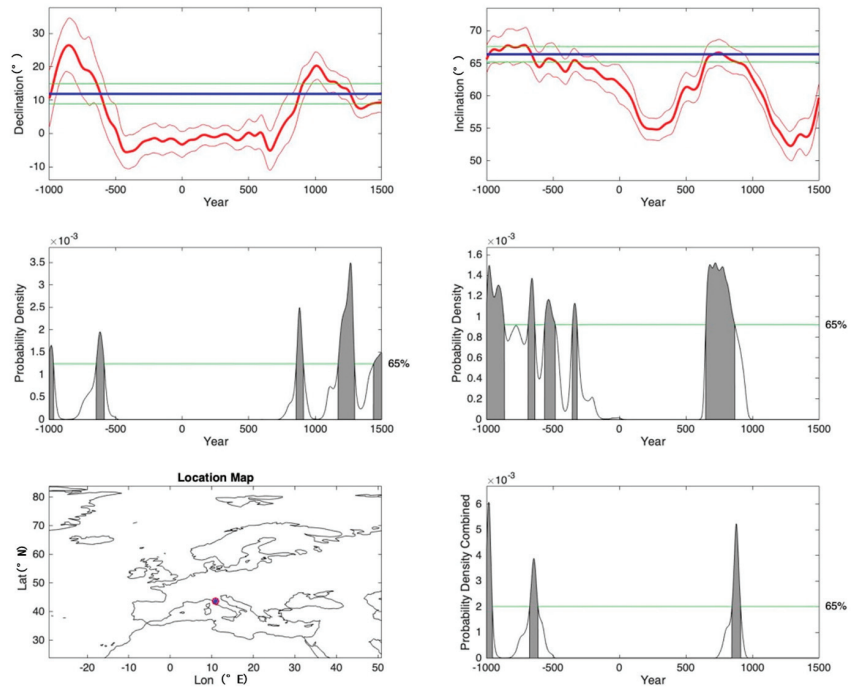 Declination(°)
30
20
10
0
-10
-1000 -500 0 500 1000 1500
Year
Inclination(°)
70
65
60
55
50
-1000 -500 0 500 1000 1500
Year
×10-3
Probability Density
4
3.5
3
2.5
2
1.5
1
0.5
0
65%
-1000 -500 0 500 1000 1500
Year
×10-3
Probability Density
1.6
1.4
1.2
1
0.8
0.6
0.4
0.2
0
65%
-1000 -500 0 500 1000 1500
Year
Location Map
Lat(°N)
80
70
60
50
40
30
-20 -10 0 10 20 30 40 50
Lon (°E)
×10-3
Probability Density Combined
6
5
4
3
2
1
0
65%
-1000 -500 0 500 1000 1500
Year